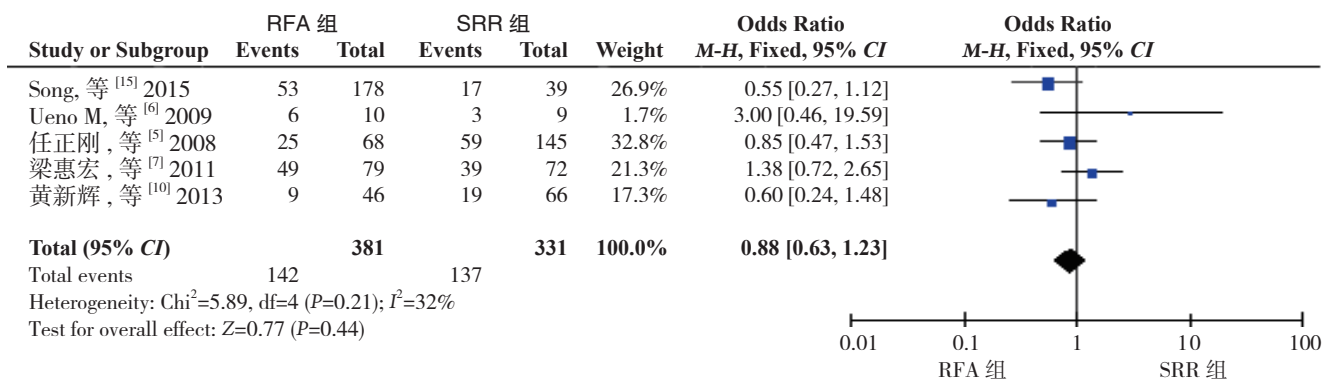 RFA 组 SRR 组 Odds Ratio Odds Ratio
Study or Subgroup Events Total Events Total Weight M-H, Fixed, 95% CI M-H, Fixed, 95% CI
Song, 等 [15] 2015 53 178 17 39 26.9% 0.55 [0.27, 1.12]
Ueno M, 等 [6] 2009 6 10 3 9 1.7% 3.00 [0.46, 19.59]
任正刚 , 等 [5] 2008 25 68 59 145 32.8% 0.85 [0.47, 1.53]
梁惠宏 , 等 [7] 2011 49 79 39 72 21.3% 1.38 [0.72, 2.65]
黄新辉 , 等 [10] 2013 9 46 19 66 17.3% 0.60 [0.24, 1.48]
Total (95% CI) 381 331 100.0% 0.88 [0.63, 1.23]
Total events 142 137
Heterogeneity: Chi²=5.89, df=4 (P=0.21); I²=32%
Test for overall effect: Z=0.77 (P=0.44)
0.01 0.1 1 10 100
RFA 组 SRR 组